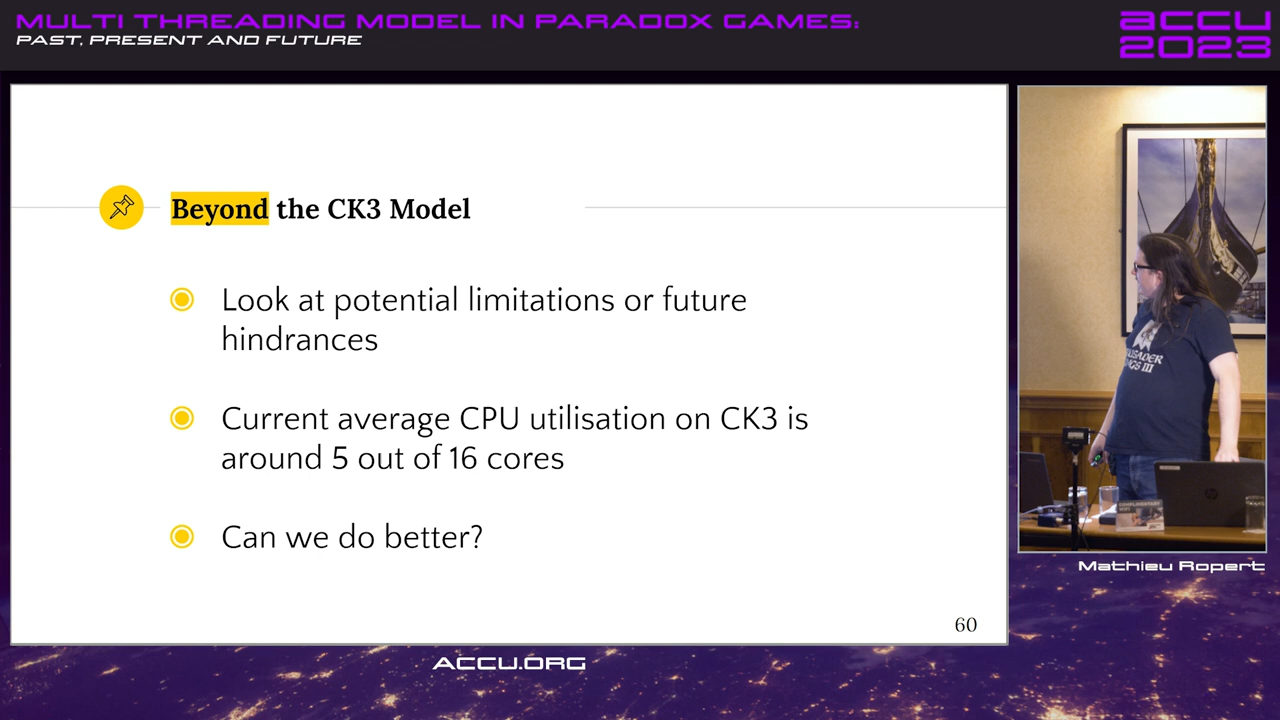 MULTI THREADING MODEL IN PARADOX GAMES:
PAST, PRESENT AND FUTURE
ACCU
2023
Beyond the CK3 Model
Look at potential limitations or future
hindrances
Current average CPU utilisation on CK3 is
around 5 out of 16 cores
Can we do better?
60
III
Mathieu Ropert
ACCU.ORG